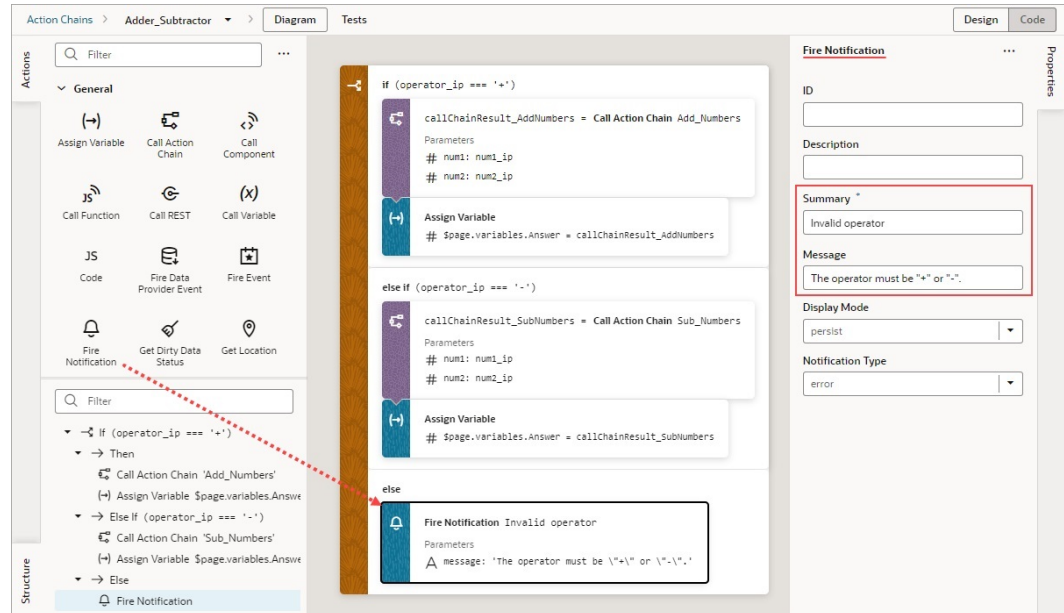 Action Chains > Adder_Subtractor > Diagram Tests Design Code
Actions
Filter
General
Assign Variable
Call Action
Chain
Call
Component
Call Function
Call REST
Call Variable
Code
Fire Data
Provider Event
Fire Event
Fire
Notification
Get Dirty Data
Status
Get Location
Structure
Filter
If (operator_ip === '+')
Then
Call Action Chain 'Add_Numbers'
Assign Variable $page.variables.Answe
Else If (operator_ip === '-')
Call Action Chain 'Sub_Numbers'
Assign Variable $page.variables.Answe
Else
Fire Notification
if (operator_ip === '+')
callChainResult_AddNumbers = Call Action Chain Add_Numbers
Parameters
# num1: num1_ip
# num2: num2_ip
Assign Variable
# $page.variables.Answer = callChainResult_AddNumbers
else if (operator_ip === '-')
callChainResult_SubNumbers = Call Action Chain Sub_Numbers
Parameters
# num1: num1_ip
# num2: num2_ip
Assign Variable
# $page.variables.Answer = callChainResult_SubNumbers
else
Fire Notification Invalid operator
Parameters
A message: 'The operator must be \"+\" or \"-\".'
Fire Notification
Properties
ID
Description
Summary *
Invalid operator
Message
The operator must be "+" or "-".
Display Mode
persist
Notification Type
error